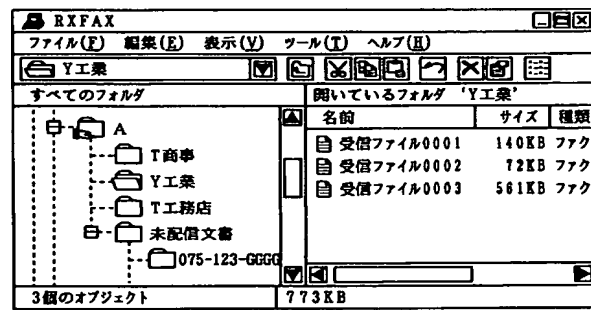 RXFAX
ファイル(F) 編集(E) 表示(V) ツール(T) ヘルプ(H)
Y工業
すべてのフォルダ 開いているフォルダ 'Y工業'
名前 サイズ 種類
A
T商事
Y工業
T工務店
未配信文書
075-123-GGGG
受信ファイル0001 140KB ファク
受信ファイル0002 72KB ファク
受信ファイル0003 561KB ファク
3個のオブジェクト 773KB